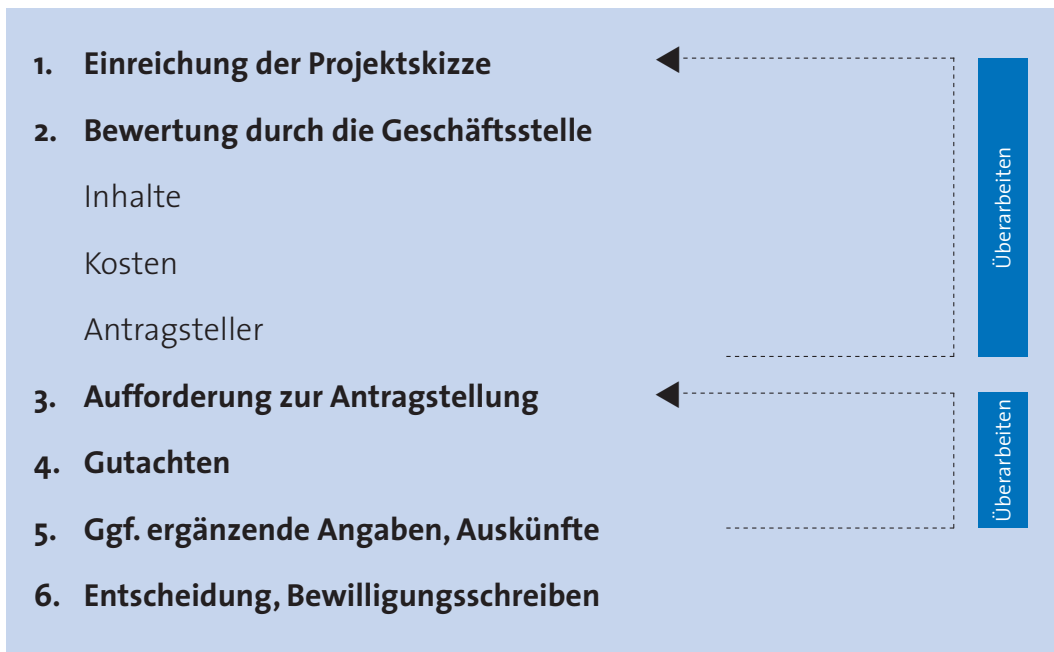 1. Einreichung der Projektskizze
2. Bewertung durch die Geschäftsstelle
Inhalte
Kosten
Antragsteller
Überarbeiten
3. Aufforderung zur Antragstellung
4. Gutachten
5. Ggf. ergänzende Angaben, Auskünfte
Überarbeiten
6. Entscheidung, Bewilligungsschreiben